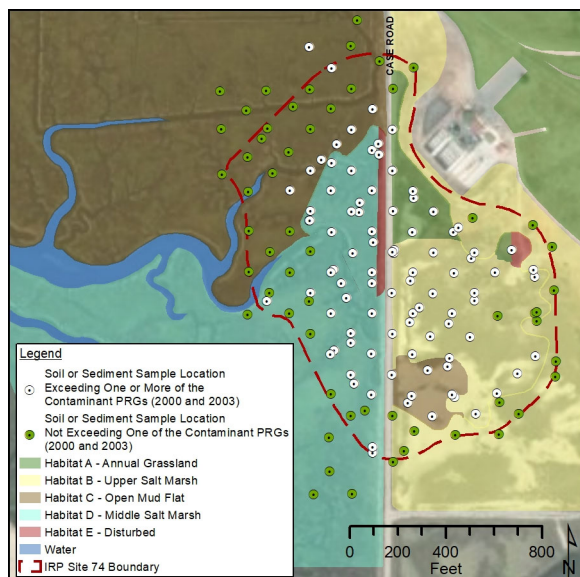 CASE ROAD
Legend
Soil or Sediment Sample Location
Exceeding One or More of the
Contaminant PRGs (2000 and 2003)
Soil or Sediment Sample Location
Not Exceeding One of the Contaminant PRGs
(2000 and 2003)
Habitat A - Annual Grassland
Habitat B - Upper Salt Marsh
Habitat C - Open Mud Flat
Habitat D - Middle Salt Marsh
Habitat E - Disturbed
Water
IRP Site 74 Boundary
0 200 400 600 800
Feet
N